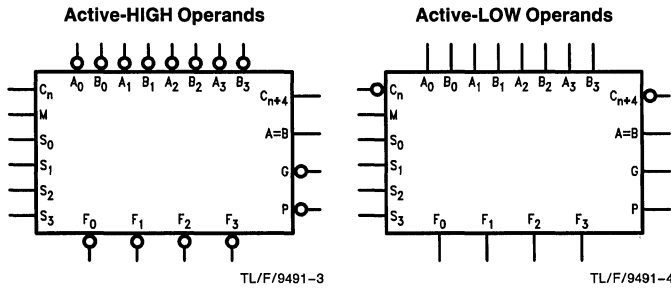 Active-HIGH Operands
A0 B0 A1 B1 A2 B2 A3 B3
Cn
M
S0
S1
S2
S3
Cn+4
A=B
G
P
F0 F1 F2 F3
TL/F/9491-3
Active-LOW Operands
A0 B0 A1 B1 A2 B2 A3 B3
Cn
M
S0
S1
S2
S3
Cn+4
A=B
G
P
F0 F1 F2 F3
TL/F/9491-4